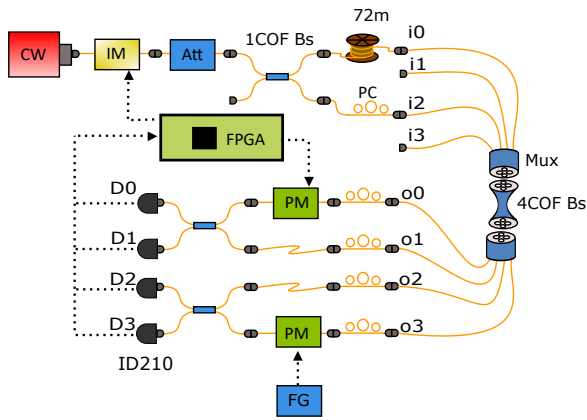 72m
1COF Bs
i0
CW
IM
Att
i1
PC
i2
FPGA
i3
Mux
D0
PM
o0
4COF Bs
D1
o1
D2
o2
D3
PM
o3
ID210
FG